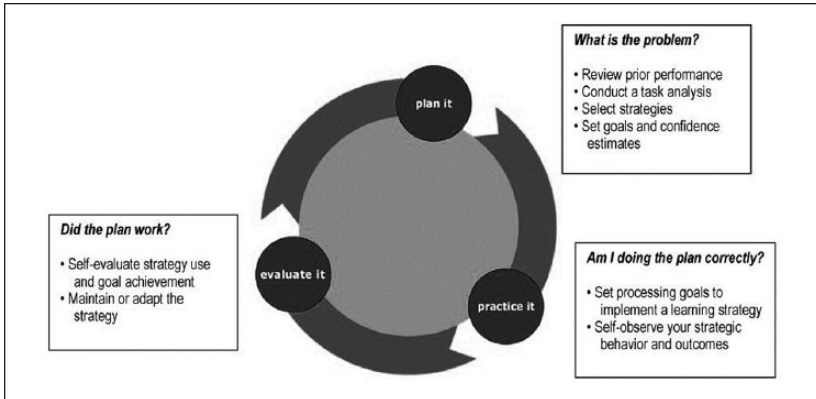 What is the problem?
• Review prior performance
• Conduct a task analysis
• Select strategies
• Set goals and confidence
estimates
plan it
Did the plan work?
• Self-evaluate strategy use
and goal achievement
• Maintain or adapt the
strategy
evaluate it
practice it
Am I doing the plan correctly?
• Set processing goals to
implement a learning strategy
• Self-observe your strategic
behavior and outcomes